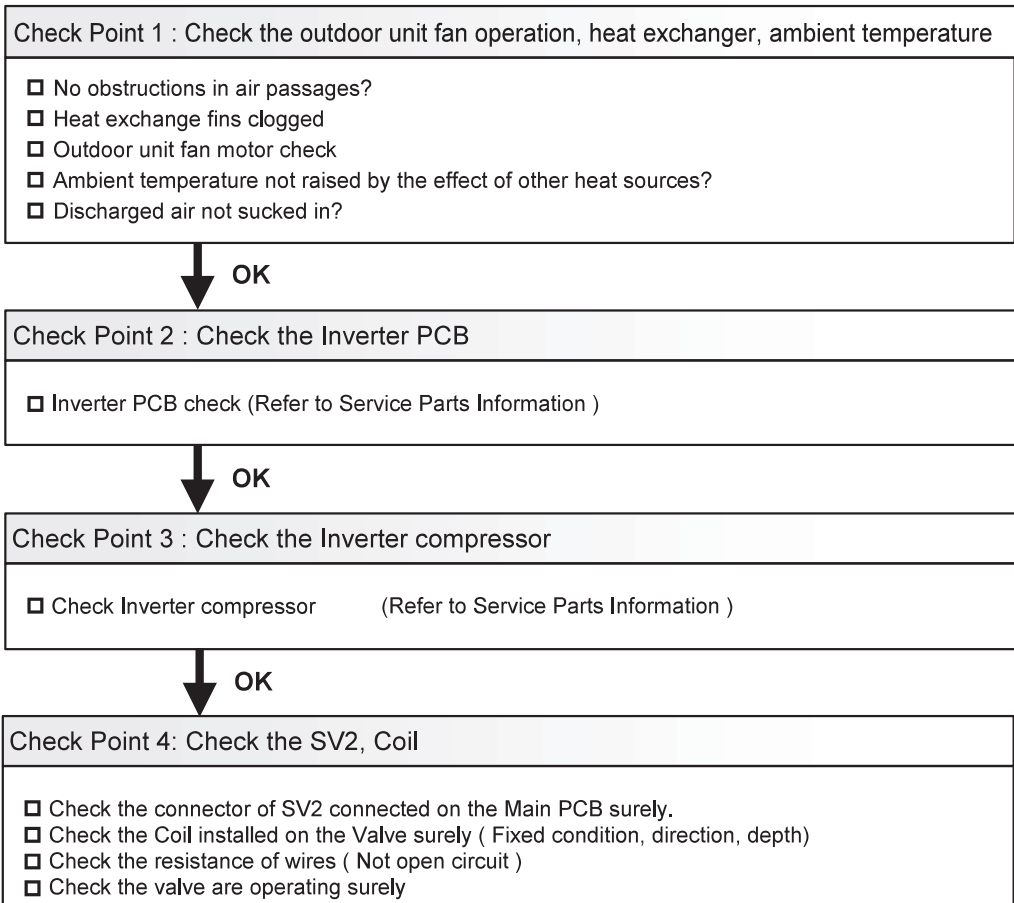 Check Point 1 : Check the outdoor unit fan operation, heat exchanger, ambient temperature
☐ No obstructions in air passages?
☐ Heat exchange fins clogged
☐ Outdoor unit fan motor check
☐ Ambient temperature not raised by the effect of other heat sources?
☐ Discharged air not sucked in?
OK
Check Point 2 : Check the Inverter PCB
☐ Inverter PCB check (Refer to Service Parts Information )
OK
Check Point 3 : Check the Inverter compressor
☐ Check Inverter compressor (Refer to Service Parts Information )
OK
Check Point 4: Check the SV2, Coil
☐ Check the connector of SV2 connected on the Main PCB surely.
☐ Check the Coil installed on the Valve surely ( Fixed condition, direction, depth)
☐ Check the resistance of wires ( Not open circuit )
☐ Check the valve are operating surely